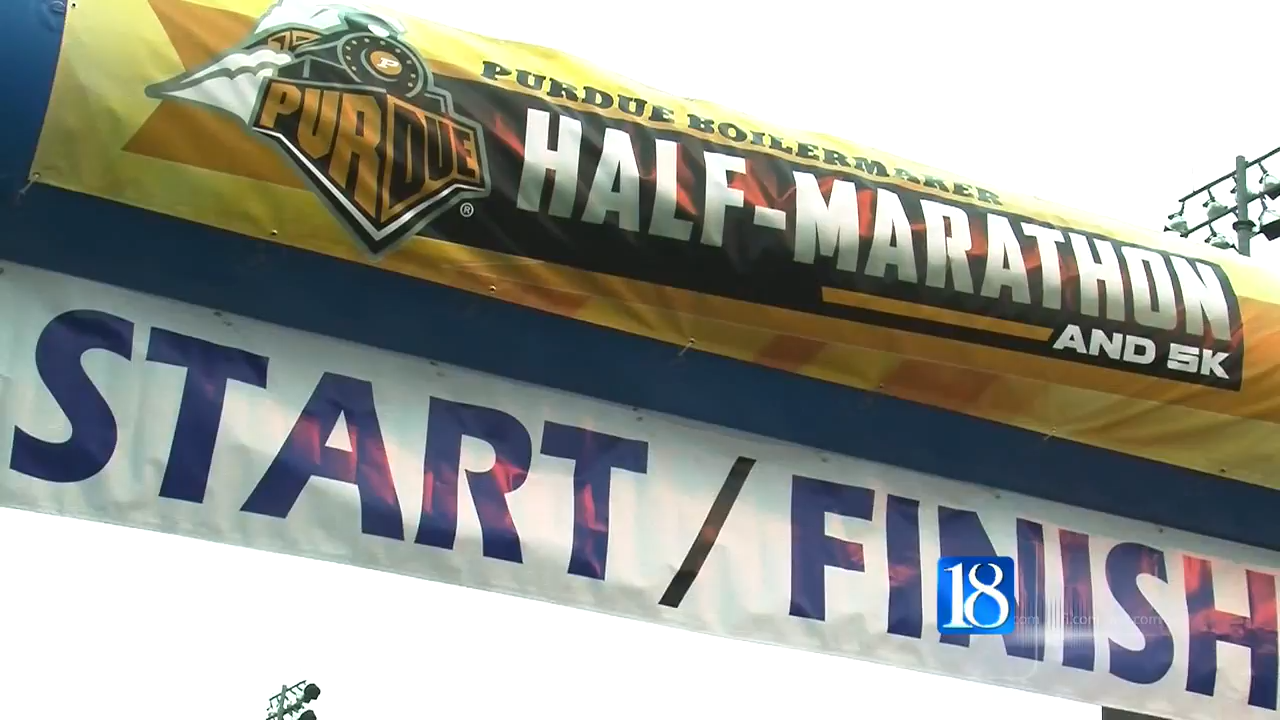 P
PURDUE
®
PURDUE BOILERMAKER
HALF-MARATHON
AND 5K
START / FINISH
18